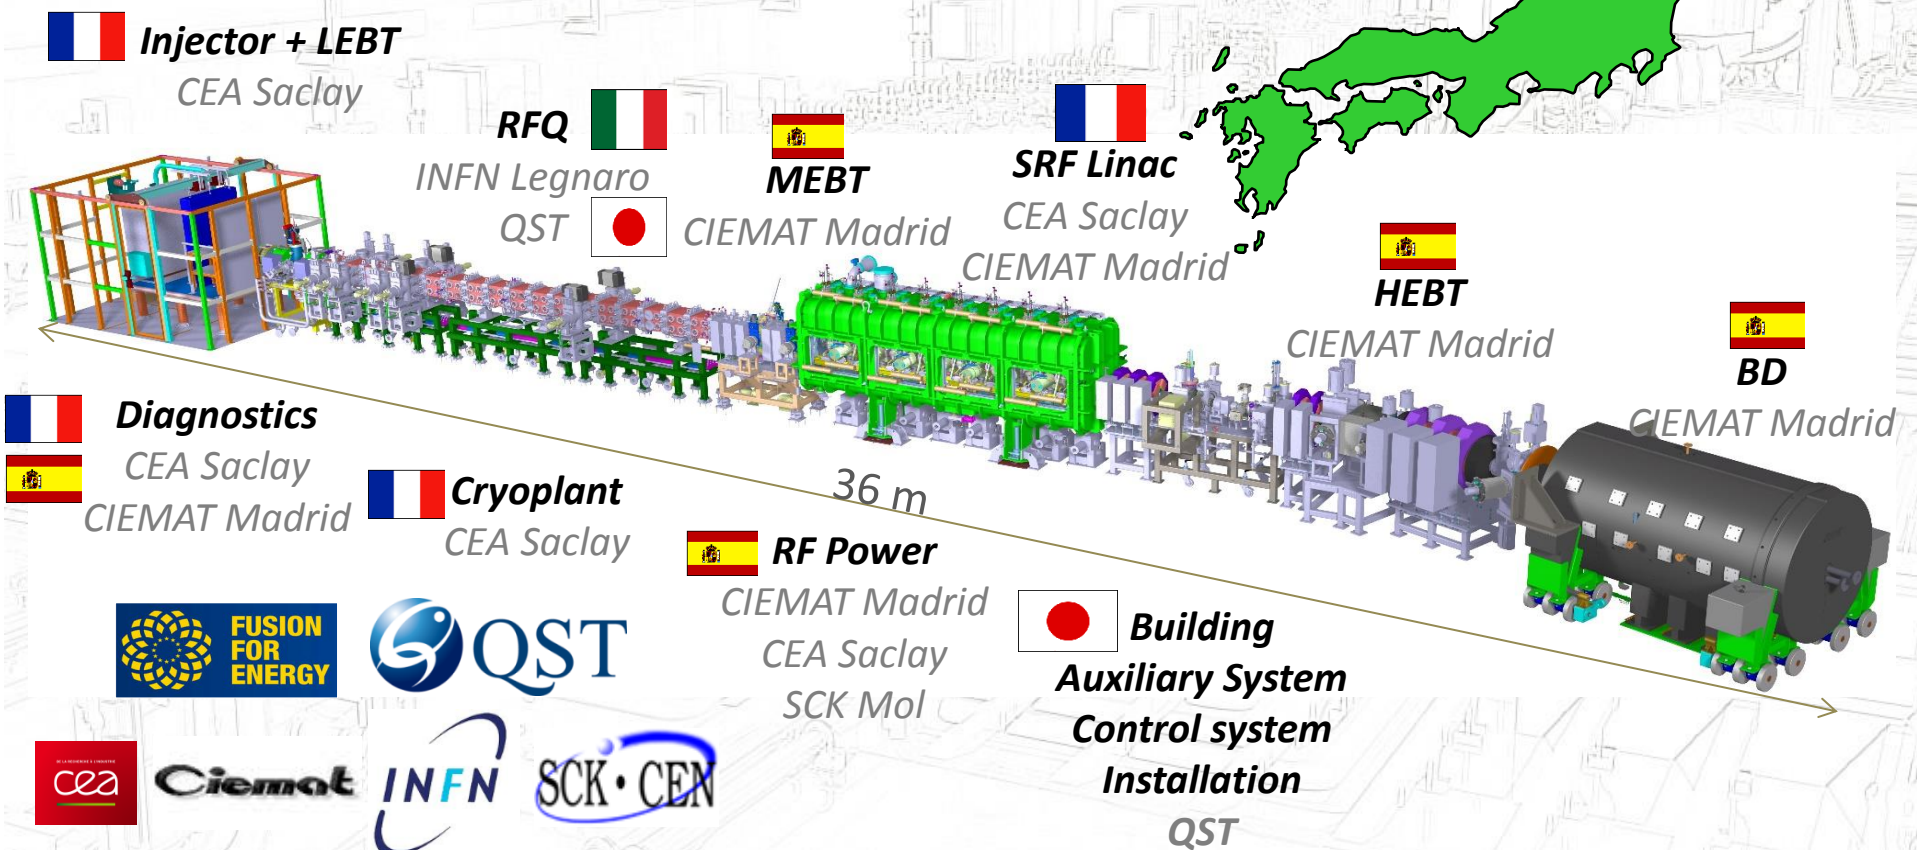 Injector + LEBT
CEA Saclay
RFQ
INFN Legnaro
QST
MEBT
CIEMAT Madrid
SRF Linac
CEA Saclay
CIEMAT Madrid
HEBT
CIEMAT Madrid
BD
CIEMAT Madrid
Diagnostics
CEA Saclay
CIEMAT Madrid
Cryoplant
CEA Saclay
36 m
RF Power
CIEMAT Madrid
CEA Saclay
SCK Mol
Building
Auxiliary System
Control system
Installation
QST
FUSION
FOR
ENERGY
QST
cea
Ciemat
INFN
SCK•CEN